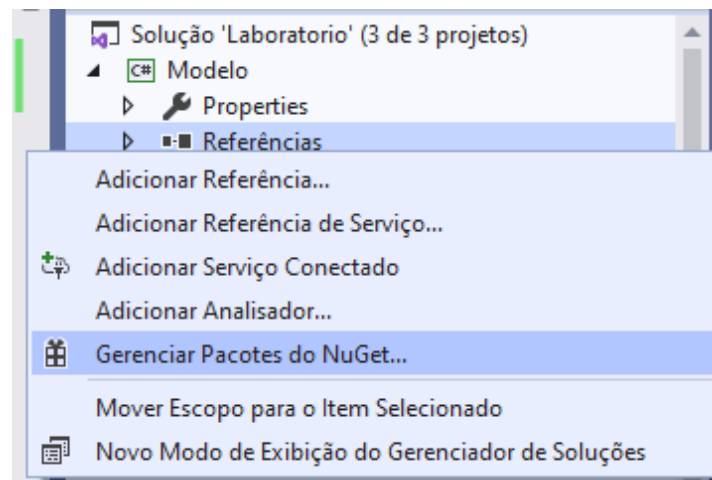 Solução 'Laboratorio' (3 de 3 projetos)
C# Modelo
Properties
Referências
Adicionar Referência...
Adicionar Referência de Serviço...
Adicionar Serviço Conectado
Adicionar Analisador...
Gerenciar Pacotes do NuGet...
Mover Escopo para o Item Selecionado
Novo Modo de Exibição do Gerenciador de Soluções